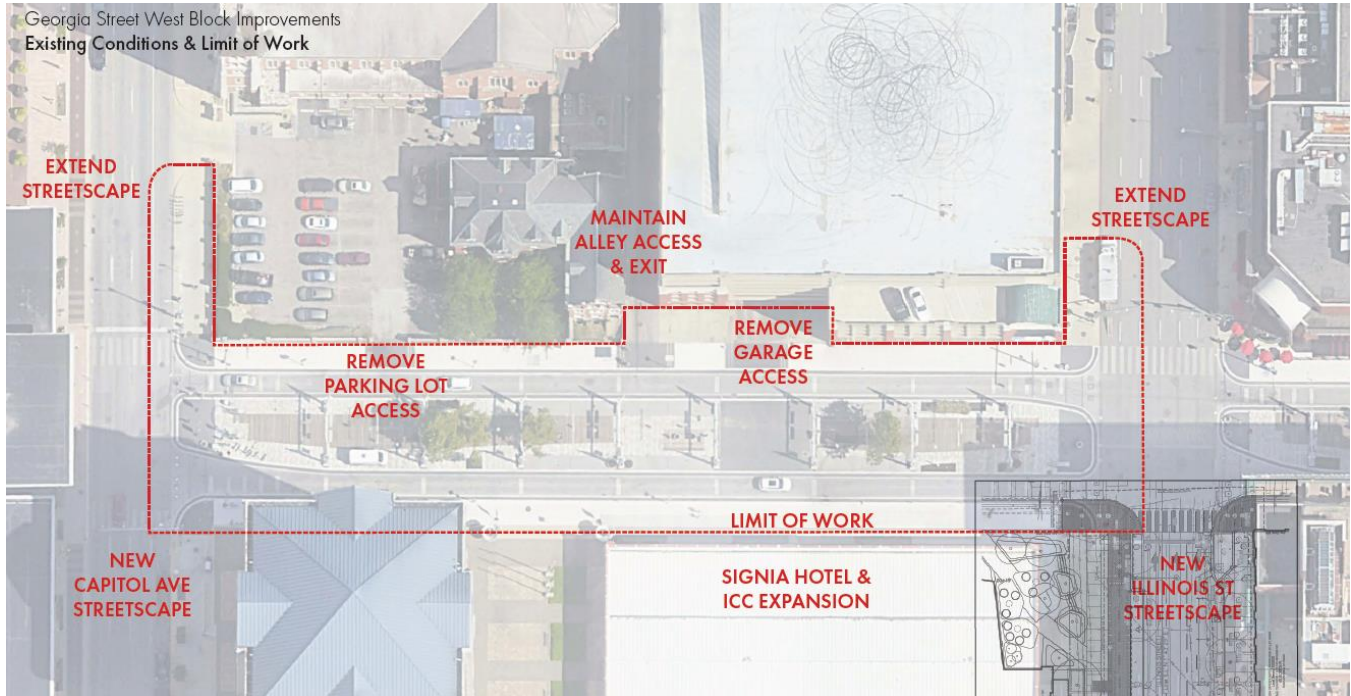 Georgia Street West Block Improvements
Existing Conditions & Limit of Work
EXTEND
STREETSCAPE
MAINTAIN
ALLEY ACCESS
& EXIT
EXTEND
STREETSCAPE
REMOVE
PARKING LOT
ACCESS
REMOVE
GARAGE
ACCESS
LIMIT OF WORK
NEW
CAPITOL AVE
STREETSCAPE
SIGNIA HOTEL &
ICC EXPANSION
NEW
ILLINOIS ST
STREETSCAPE